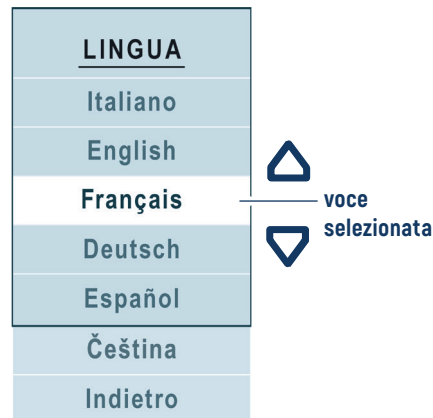 LINGUA
Italiano
English
Français
voce
selezionata
Deutsch
Español
Čeština
Indietro